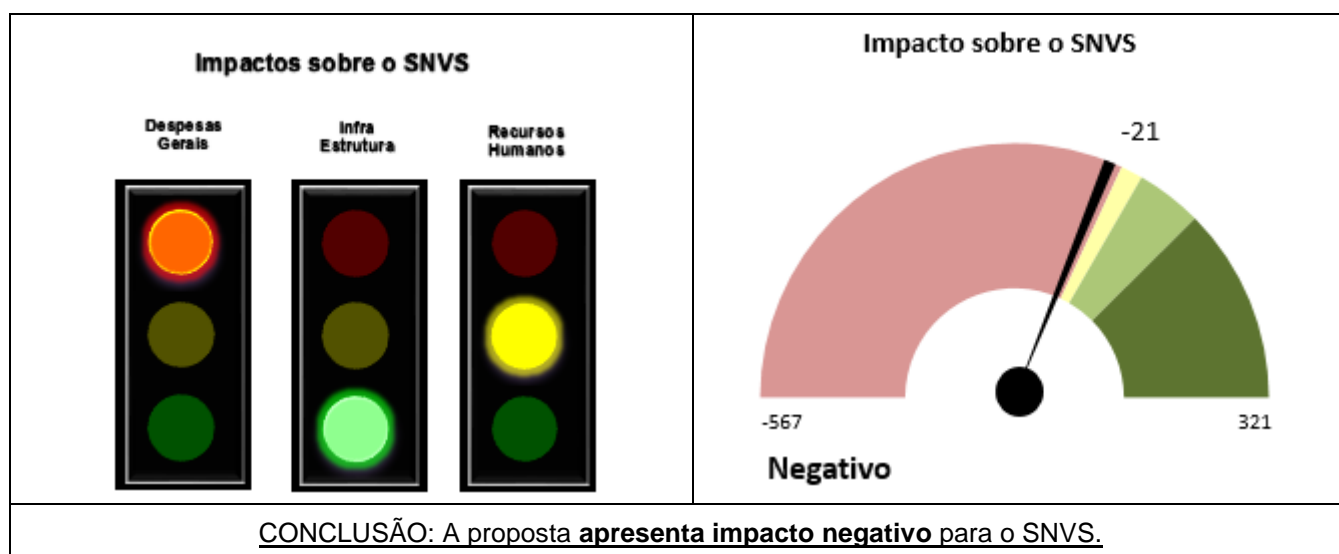 Impactos sobre o SNVS
Despesas
Gerais
Infra
Estrutura
Recursos
Humanos
Impacto sobre o SNVS
-21
-567
321
Negativo
CONCLUSÃO: A proposta apresenta impacto negativo para o SNVS.